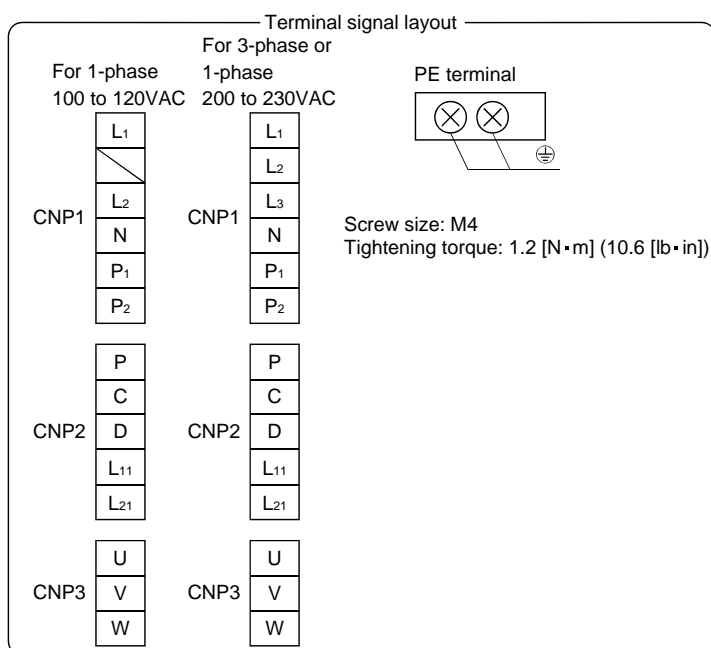 Terminal signal layout
For 1-phase
100 to 120VAC
L1
L2
N
P1
P2
CNP1
P
C
D
L11
L21
CNP2
U
V
W
CNP3
For 3-phase or
1-phase
200 to 230VAC
L1
L2
L3
N
P1
P2
CNP1
P
C
D
L11
L21
CNP2
U
V
W
CNP3
PE terminal
Screw size: M4
Tightening torque: 1.2 [N▪m] (10.6 [lb▪in])